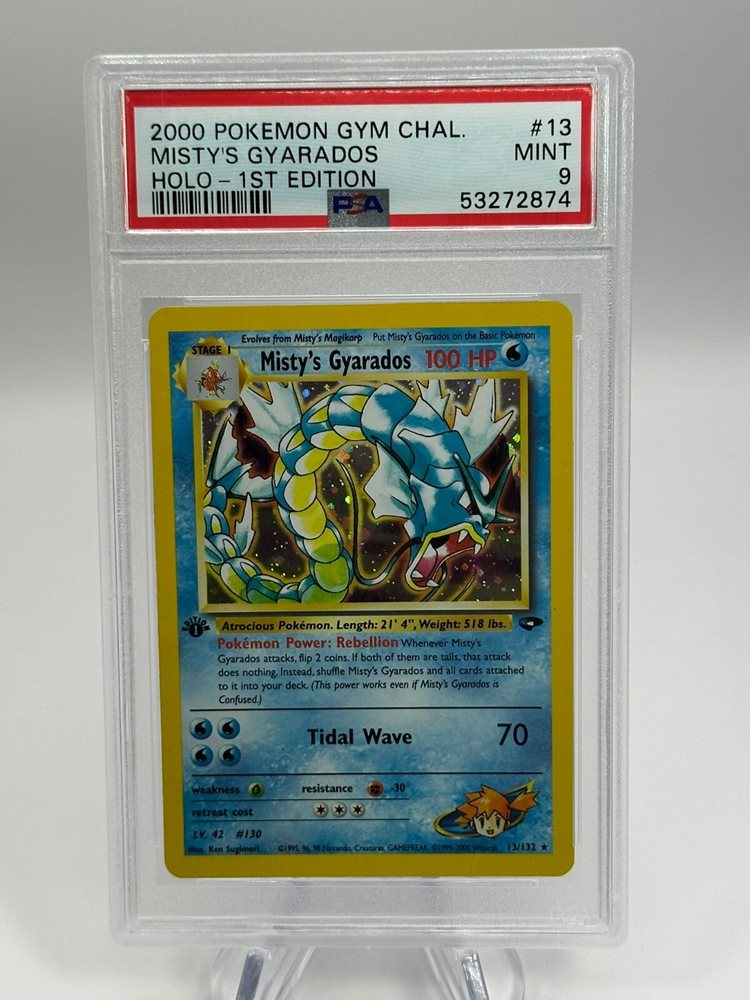 2000 POKEMON GYM CHAL. #13
MISTY'S GYARADOS MINT
HOLO – 1ST EDITION 9
PSA 53272874
Evolves from Misty's Magikarp Put Misty's Gyarados on the Basic Pokémon
STAGE 1
Misty's Gyarados 100 HP
EDITION 1
Atrocious Pokémon. Length: 21' 4", Weight: 518 lbs.
Pokémon Power: Rebellion Whenever Misty's
Gyarados attacks, flip 2 coins. If both of them are tails, that attack
does nothing. Instead, shuffle Misty's Gyarados and all cards attached
to it into your deck. (This power works even if Misty's Gyarados is
Confused.)
Tidal Wave 70
weakness resistance -30
retreat cost
LV. 42 #130
Illus. Ken Sugimori ©1995, 96, 98 Nintendo, Creatures, GAMEFREAK. ©1999-2000 Wizards. 13/132 ★